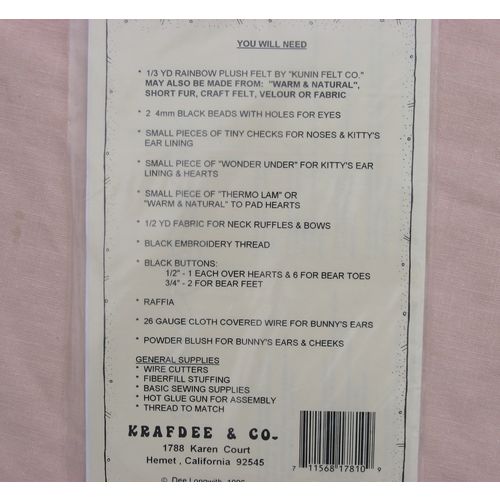 YOU WILL NEED
* 1/3 YD RAINBOW PLUSH FELT BY "KUNIN FELT CO."
MAY ALSO BE MADE FROM: "WARM & NATURAL",
SHORT FUR, CRAFT FELT, VELOUR OR FABRIC
* 2 4mm BLACK BEADS WITH HOLES FOR EYES
* SMALL PIECES OF TINY CHECKS FOR NOSES & KITTY'S
EAR LINING
* SMALL PIECE OF "WONDER UNDER" FOR KITTY'S EAR
LINING & HEARTS
* SMALL PIECE OF "THERMO LAM" OR
"WARM & NATURAL" TO PAD HEARTS
* 1/2 YD FABRIC FOR NECK RUFFLES & BOWS
* BLACK EMBROIDERY THREAD
* BLACK BUTTONS:
1/2" - 1 EACH OVER HEARTS & 6 FOR BEAR TOES
3/4" - 2 FOR BEAR FEET
* RAFFIA
* 26 GAUGE CLOTH COVERED WIRE FOR BUNNY'S EARS
* POWDER BLUSH FOR BUNNY'S EARS & CHEEKS
GENERAL SUPPLIES
* WIRE CUTTERS
* FIBERFILL STUFFING
* BASIC SEWING SUPPLIES
* HOT GLUE GUN FOR ASSEMBLY
* THREAD TO MATCH
KRAFDEE & CO.
1788 Karen Court
Hemet, California 92545
7 11568 17810 9
© Dee Longwith